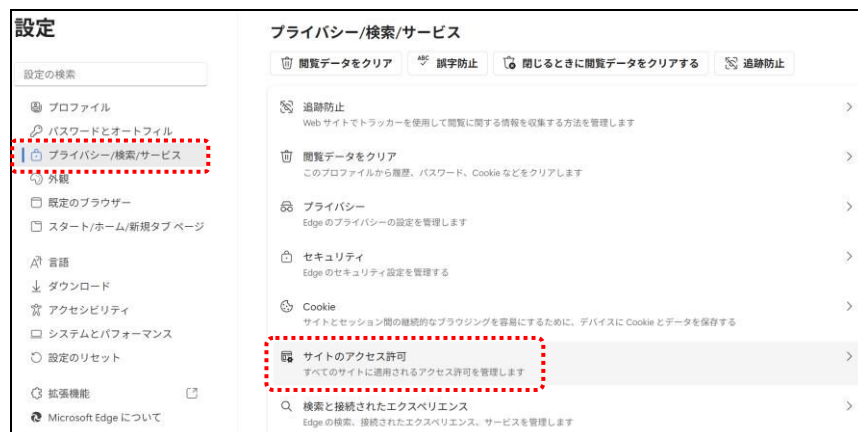 設定
設定の検索
プロファイル
パスワードとオートフィル
プライバシー/検索/サービス
外観
既定のブラウザー
スタート/ホーム/新規タブ ページ
言語
ダウンロード
アクセシビリティ
システムとパフォーマンス
設定のリセット
拡張機能
Microsoft Edge について
プライバシー/検索/サービス
閲覧データをクリア
ABC 誤字防止
閉じるときに閲覧データをクリアする
追跡防止
追跡防止
Web サイトでトラッカーを使用して閲覧に関する情報を収集する方法を管理します
閲覧データをクリア
このプロファイルから履歴、パスワード、Cookie などをクリアします
プライバシー
Edge のプライバシーの設定を管理します
セキュリティ
Edge のセキュリティ設定を管理する
Cookie
サイトとセッション間の継続的なブラウジングを容易にするために、デバイスに Cookie とデータを保存する
サイトのアクセス許可
すべてのサイトに適用されるアクセス許可を管理します
検索と接続されたエクスペリエンス
Edge の検索、接続されたエクスペリエンス、サービスを管理します